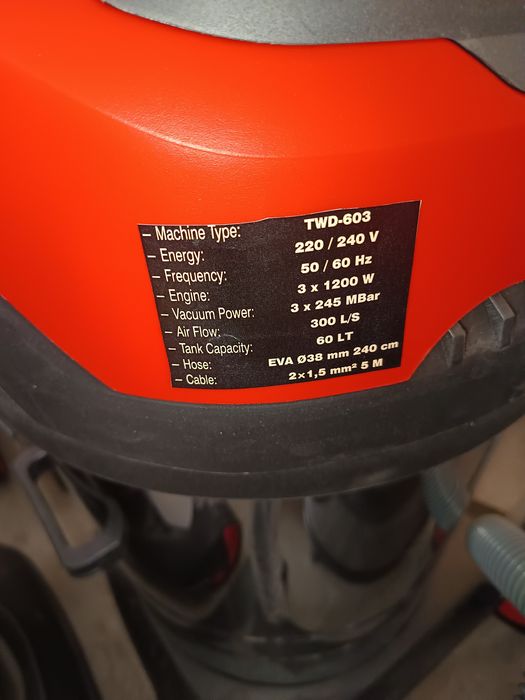 – Machine Type: TWD-603
– Energy: 220 / 240 V
– Frequency: 50 / 60 Hz
– Engine: 3 x 1200 W
– Vacuum Power: 3 x 245 MBar
– Air Flow: 300 L/S
– Tank Capacity: 60 LT
– Hose: EVA Ø38 mm 240 cm
– Cable: 2×1,5 mm² 5 M